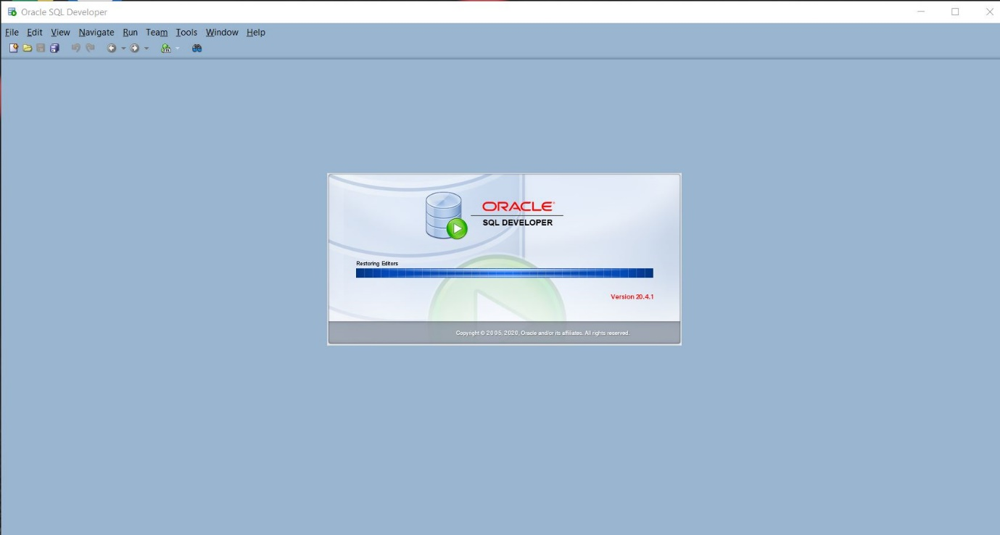 Oracle SQL Developer
File Edit View Navigate Run Team Tools Window Help
SQL
ORACLE
SQL DEVELOPER
Restoring Editors
Version 20.4.1
Copyright © 2005, 2020, Oracle and/or its affiliates. All rights reserved.